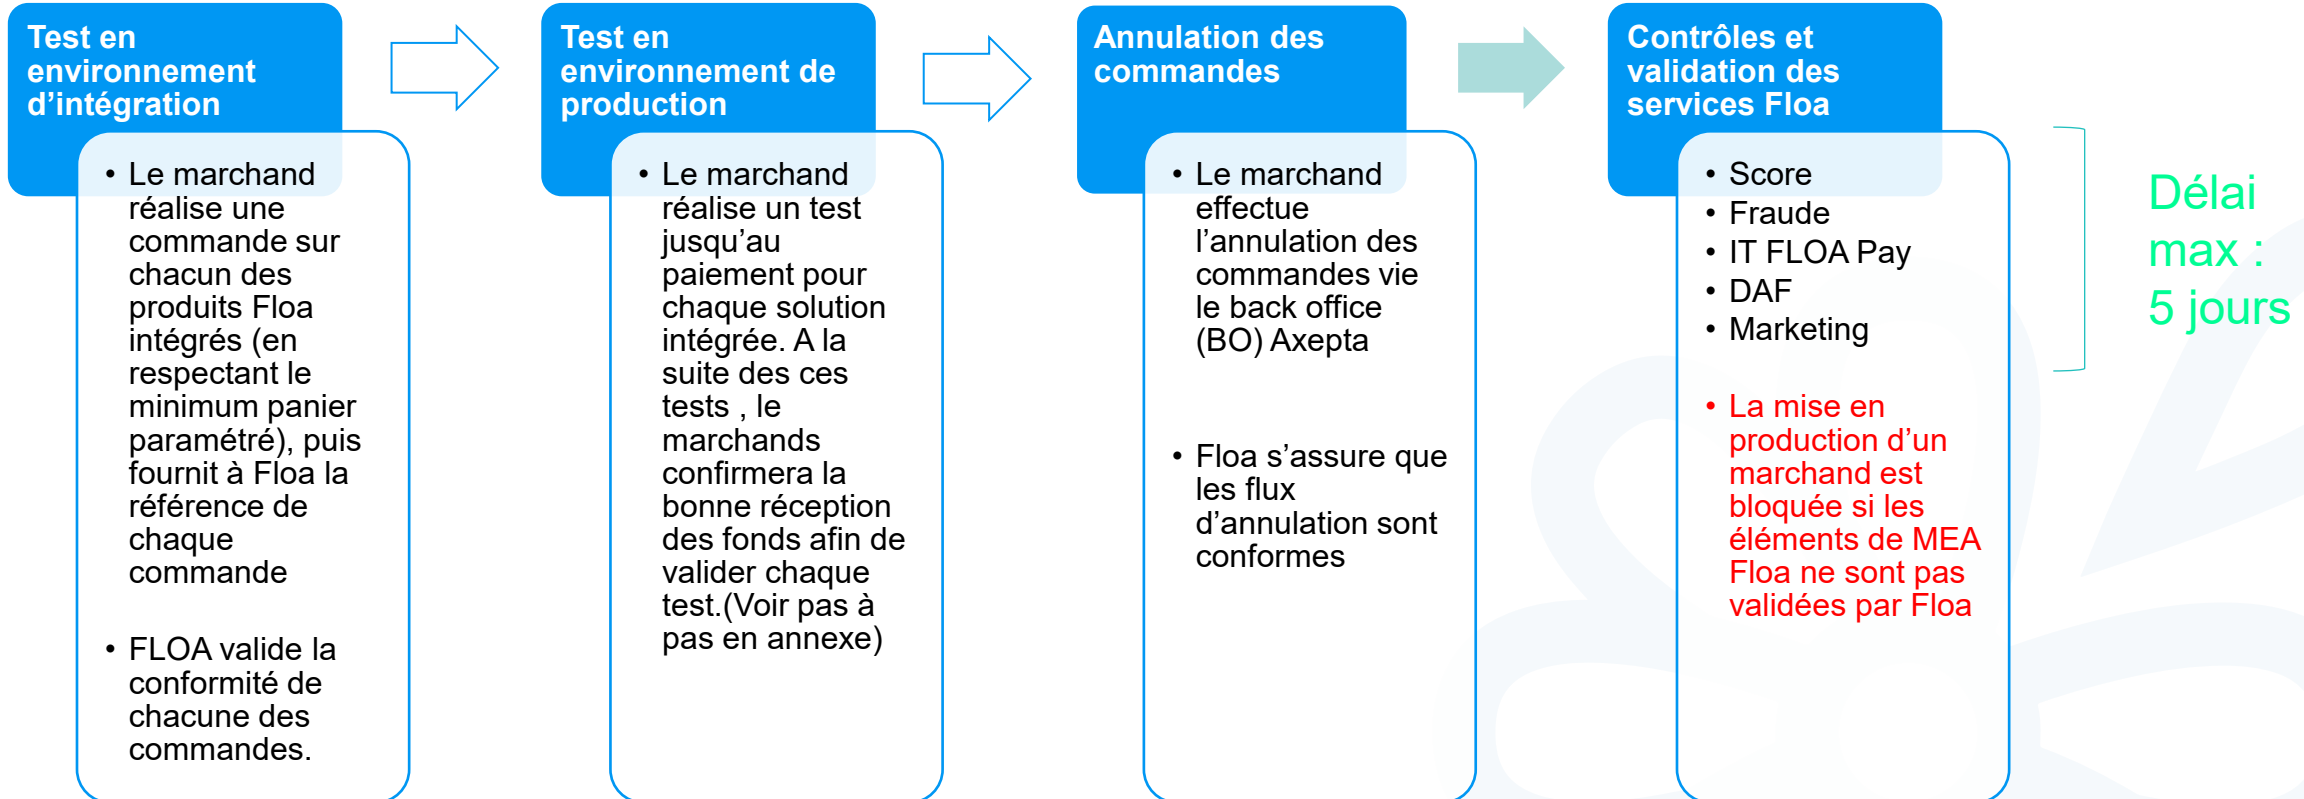 Test en
environnement
d’intégration
• Le marchand
réalise une
commande sur
chacun des
produits Floa
intégrés (en
respectant le
minimum panier
paramétré), puis
fournit à Floa la
référence de
chaque
commande
• FLOA valide la
conformité de
chacune des
commandes.
Test en
environnement de
production
• Le marchand
réalise un test
jusqu’au
paiement pour
chaque solution
intégrée. A la
suite des ces
tests , le
marchands
confirmera la
bonne réception
des fonds afin de
valider chaque
test.(Voir pas à
pas en annexe)
Annulation des
commandes
• Le marchand
effectue
l’annulation des
commandes vie
le back office
(BO) Axepta
• Floa s’assure que
les flux
d’annulation sont
conformes
Contrôles et
validation des
services Floa
• Score
• Fraude
• IT FLOA Pay
• DAF
• Marketing
• La mise en
production d’un
marchand est
bloquée si les
éléments de MEA
Floa ne sont pas
validées par Floa
Délai
max :
5 jours